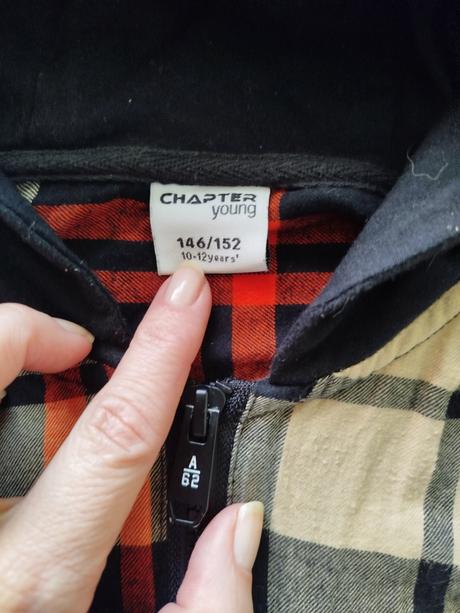 CHAPTER
young
146/152
10-12years'
A
62